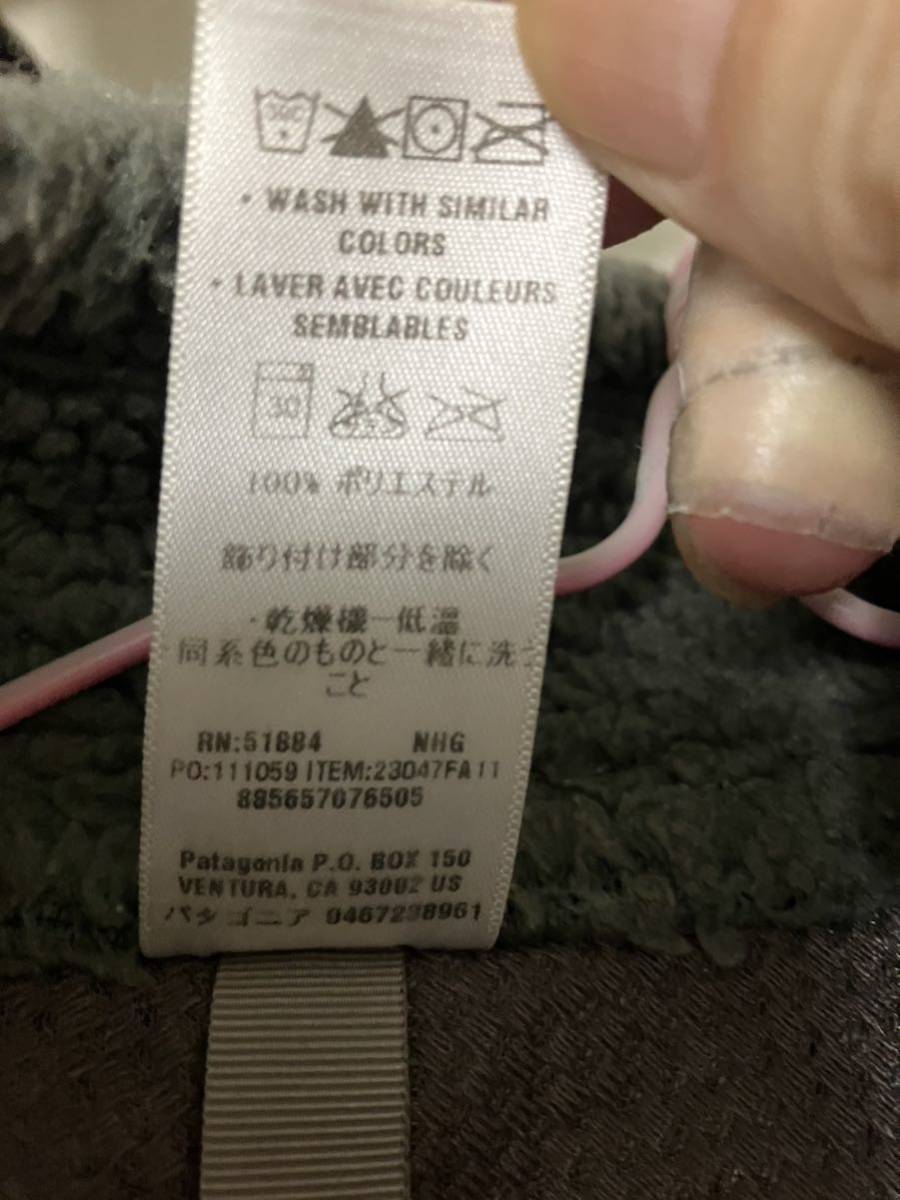 30C
• WASH WITH SIMILAR
COLORS
• LAVER AVEC COULEURS
SEMBLABLES
30
100% ポリエステル
飾り付け部分を除く
・乾燥機ー低温
同系色のものと一緒に洗う
こと
RN:51884 NHG
PO:111059 ITEM:23047FA11
885657076505
Patagonia P.O. BOX 150
VENTURA, CA 93002 US
パタゴニア 0467238961